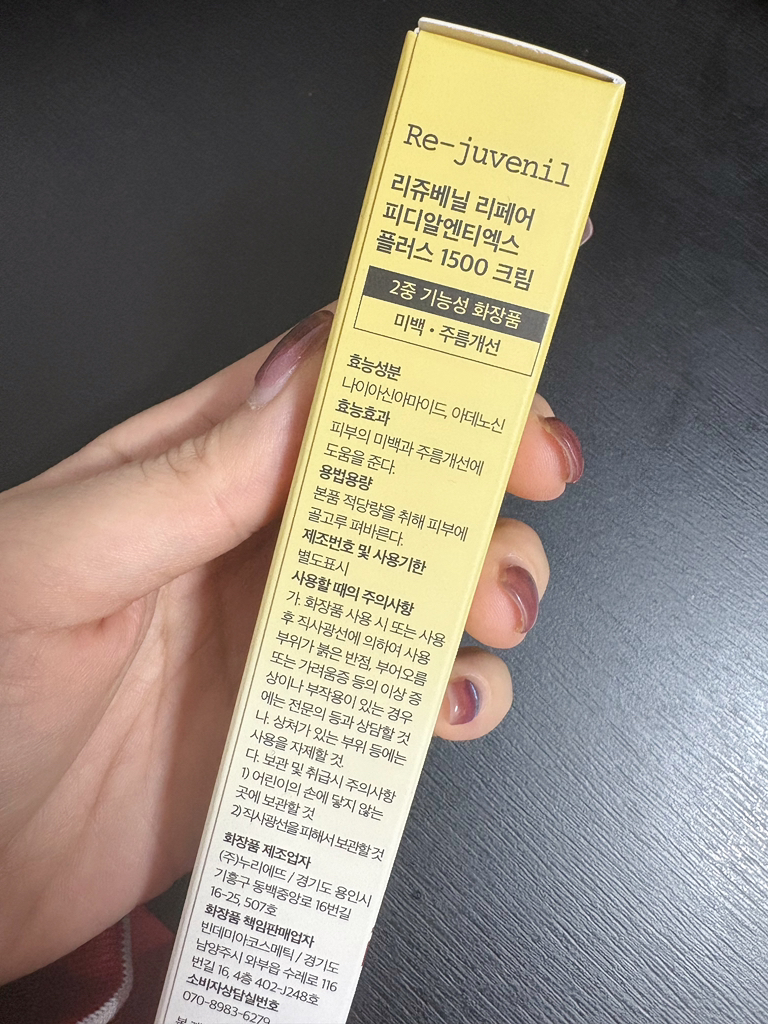 Re-juvenil
리쥬베닐 리페어
피디알엔티엑스
플러스 1500 크림
2중 기능성 화장품
미백 • 주름개선
효능성분
나이아신아마이드, 아데노신
효능효과
피부의 미백과 주름개선에
도움을 준다.
용법용량
본품 적당량을 취해 피부에
골고루 펴바른다.
제조번호 및 사용기한
별도표시
사용할 때의 주의사항
가. 화장품 사용 시 또는 사용
후 직사광선에 의하여 사용
부위가 붉은 반점, 부어오름
또는 가려움증 등의 이상 증
상이나 부작용이 있는 경우
에는 전문의 등과 상담할 것
나. 상처가 있는 부위 등에는
사용을 자제할 것
다. 보관 및 취급시 주의사항
1) 어린이의 손에 닿지 않는
곳에 보관할 것
2) 직사광선을 피해서 보관할 것
화장품 제조업자
(주)누리에뜨 / 경기도 용인시
기흥구 동백중앙로 16번길
16-25, 507호
화장품 책임판매업자
빈데미아코스메틱 / 경기도
남양주시 와부읍 수레로 116
번길 16, 4층 402-J248호
소비자상담실번호
070-8983-6279